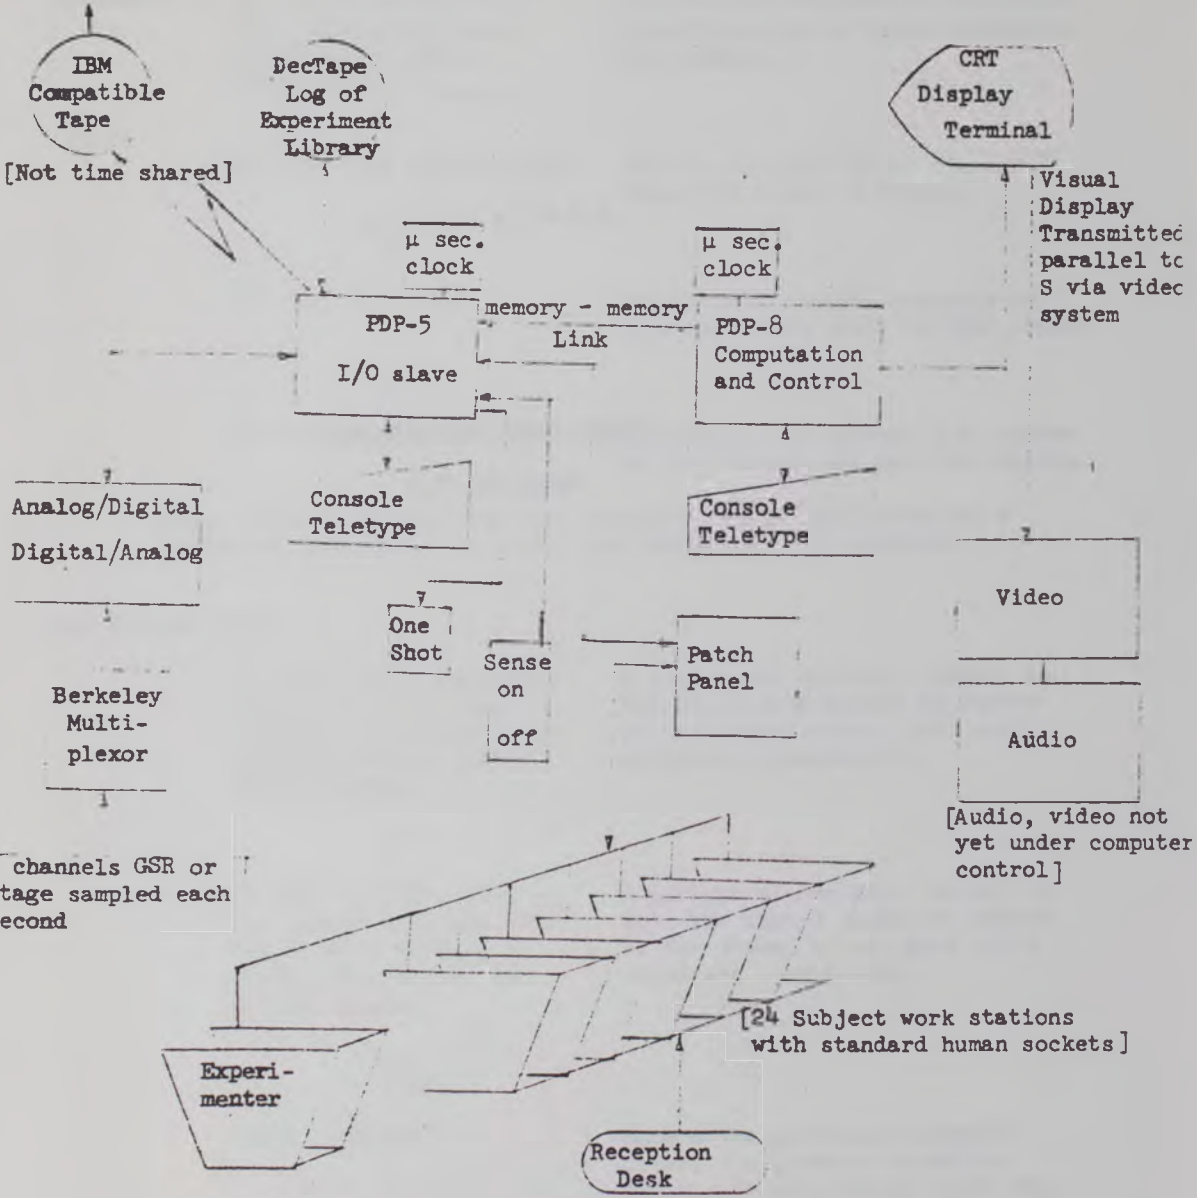 IBM
Compatible
Tape
[Not time shared]
DecTape
Log of
Experiment
Library
CRT
Display
Terminal
Visual
Display
Transmitted
parallel to
S via video
system
μ sec.
clock
μ sec.
clock
PDP-5
I/O slave
memory - memory
Link
PDP-8
Computation
and Control
Analog/Digital
Digital/Analog
Console
Teletype
Console
Teletype
Video
One
Shot
Sense
on
off
Patch
Panel
Berkeley
Multi-
plexor
Audio
[Audio, video not
yet under computer
control]
channels GSR or
tage sampled each
econd
[24 Subject work stations
with standard human sockets]
Experi-
menter
Reception
Desk